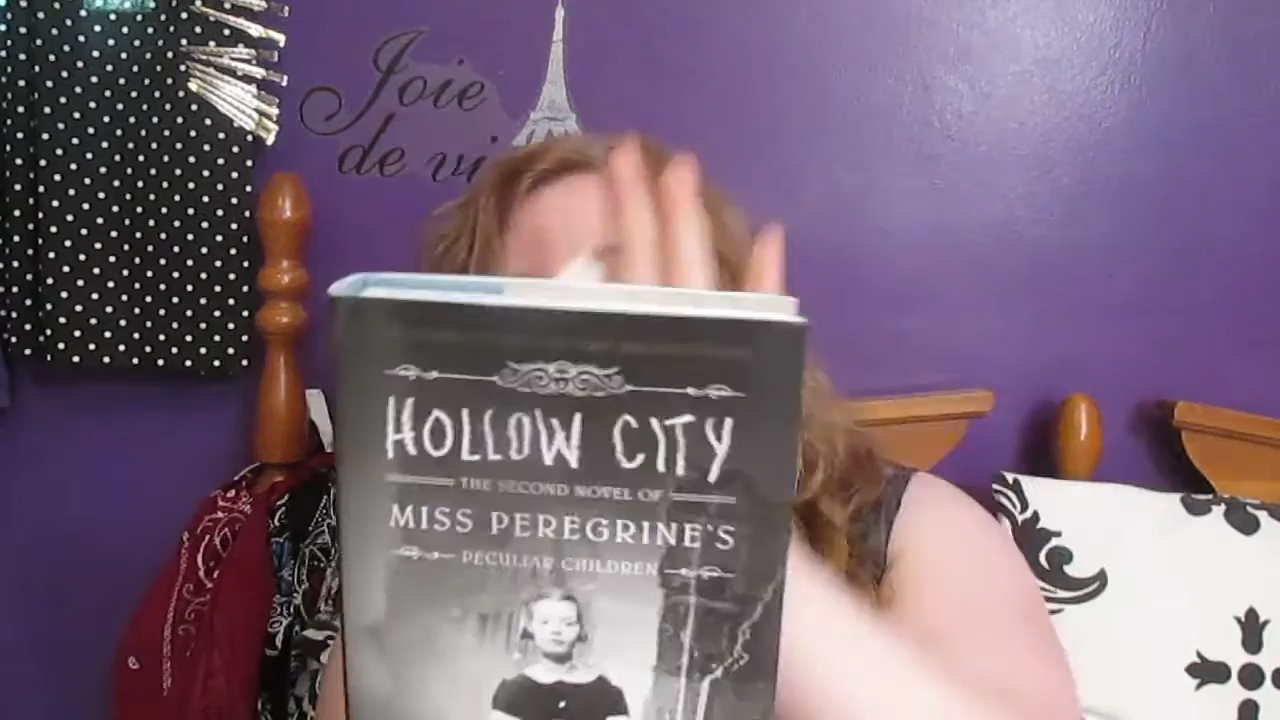 Joie
de vi
HOLLOW CITY
THE SECOND NOVEL OF
MISS PEREGRINE'S
PECULIAR CHILDREN